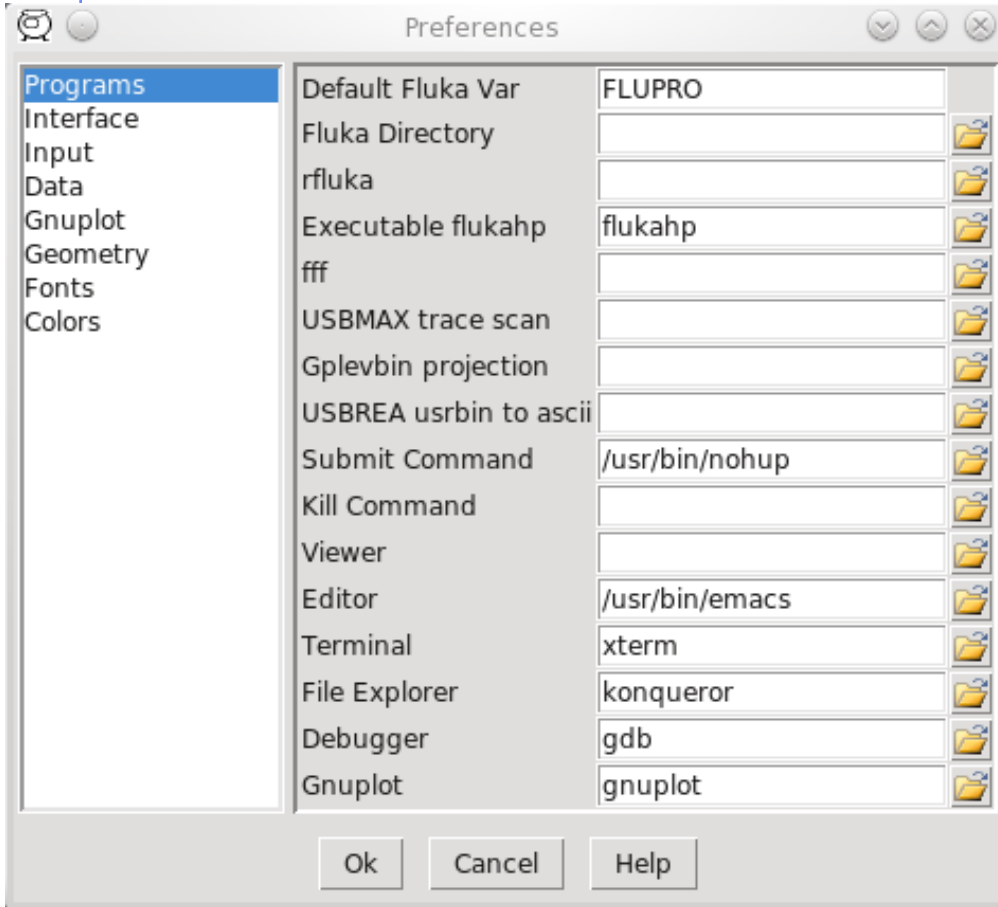 Preferences
Programs
Interface
Input
Data
Gnuplot
Geometry
Fonts
Colors
Default Fluka Var FLUPRO
Fluka Directory
rfluka
Executable flukahp flukahp
fff
USBMAX trace scan
Gplevbin projection
USBREA usrbin to ascii
Submit Command /usr/bin/nohup
Kill Command
Viewer
Editor /usr/bin/emacs
Terminal xterm
File Explorer konqueror
Debugger gdb
Gnuplot gnuplot
Ok Cancel Help